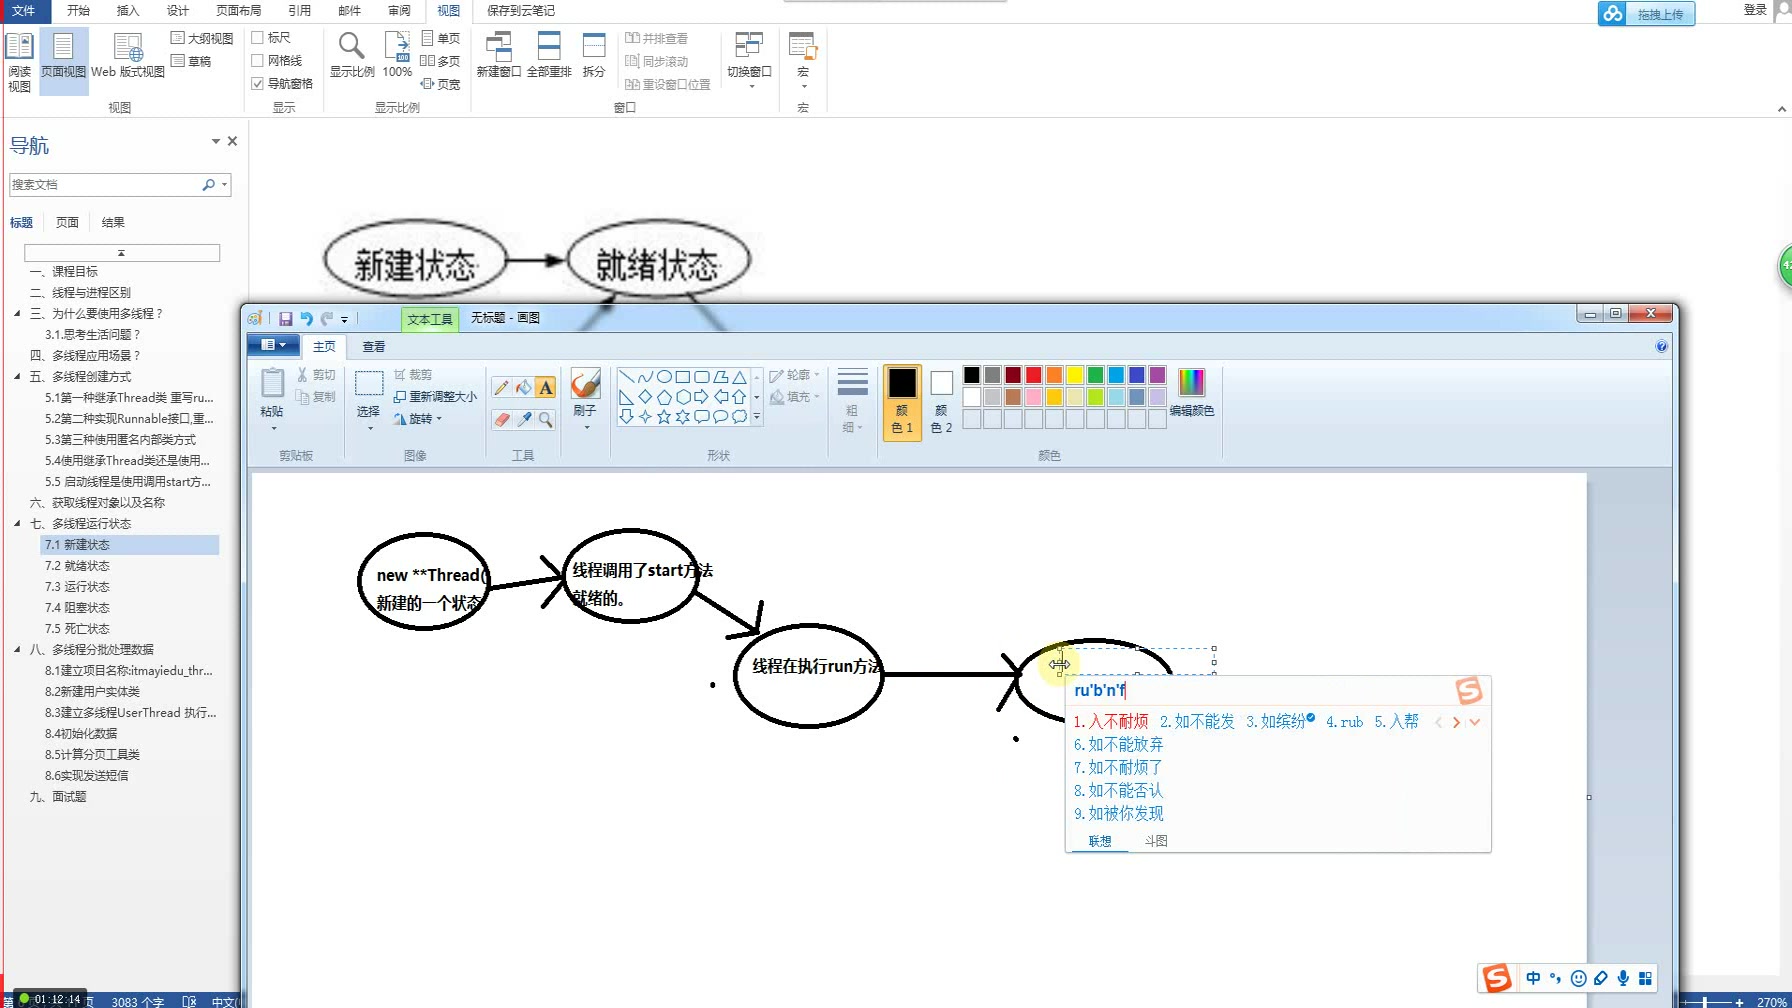 文件 开始 插入 设计 页面布局 引用 邮件 审阅 视图 保存到云笔记
拖拽上传 登录
阅读视图 页面视图 Web 版式视图 大纲视图 草稿
标尺 网格线 导航窗格
显示比例 100% 单页 多页 页宽
新建窗口 全部重排 拆分 并排查看 同步滚动 重设窗口位置 切换窗口 宏
视图 显示 显示比例 窗口 宏
导航
搜索文档
标题 页面 结果
一、课程目标
二、线程与进程区别
三、为什么要使用多线程？
3.1.思考生活问题？
四、多线程应用场景？
五、多线程创建方式
5.1第一种继承Thread类 重写ru...
5.2第二种实现Runnable接口,重...
5.3第三种使用匿名内部类方式
5.4使用继承Thread类还是使用...
5.5 启动线程是使用调用start方...
六、获取线程对象以及名称
七、多线程运行状态
7.1 新建状态
7.2 就绪状态
7.3 运行状态
7.4 阻塞状态
7.5 死亡状态
八、多线程分批处理数据
8.1建立项目名称:itmayiedu_thr...
8.2新建用户实体类
8.3建立多线程UserThread 执行...
8.4初始化数据
8.5计算分页工具类
8.6实现发送短信
九、面试题
新建状态 就绪状态
文本工具 无标题 - 画图
主页 查看
粘贴 剪切 复制
选择 裁剪 重新调整大小 旋转
刷子
轮廓 填充
粗细 颜色 1 颜色 2 编辑颜色
剪贴板 图像 工具 形状 颜色
new **Thread(
新建的一个状态
线程调用了start方法
就绪的。
线程在执行run方法
ru'b'n'f
1.入不耐烦 2.如不能发 3.如缤纷 4.rub 5.入帮
6.如不能放弃
7.如不耐烦了
8.如不能否认
9.如被你发现
联想 斗图
中
01:12:14 页 3083 个字 中文( 270%